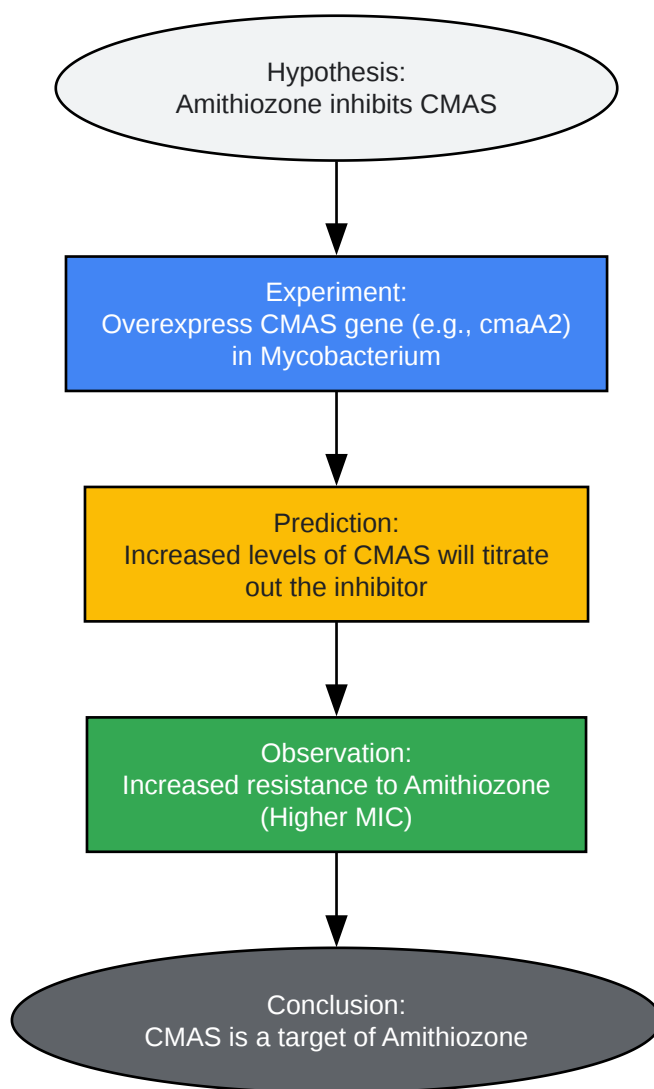 Hypothesis:
Amithiozone inhibits CMAS
Experiment:
Overexpress CMAS gene (e.g., cmaA2)
in Mycobacterium
Prediction:
Increased levels of CMAS will titrate
out the inhibitor
Observation:
Increased resistance to Amithiozone
(Higher MIC)
Conclusion:
CMAS is a target of Amithiozone